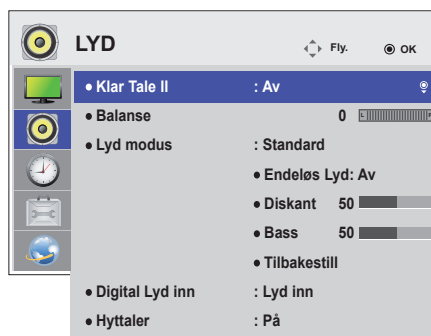 LYD Fly. OK
• Klar Tale II : Av
• Balanse 0 L
• Lyd modus : Standard
• Endeløs Lyd: Av
• Diskant 50
• Bass 50
• Tilbakestill
• Digital Lyd inn : Lyd inn
• Hyttaler : På